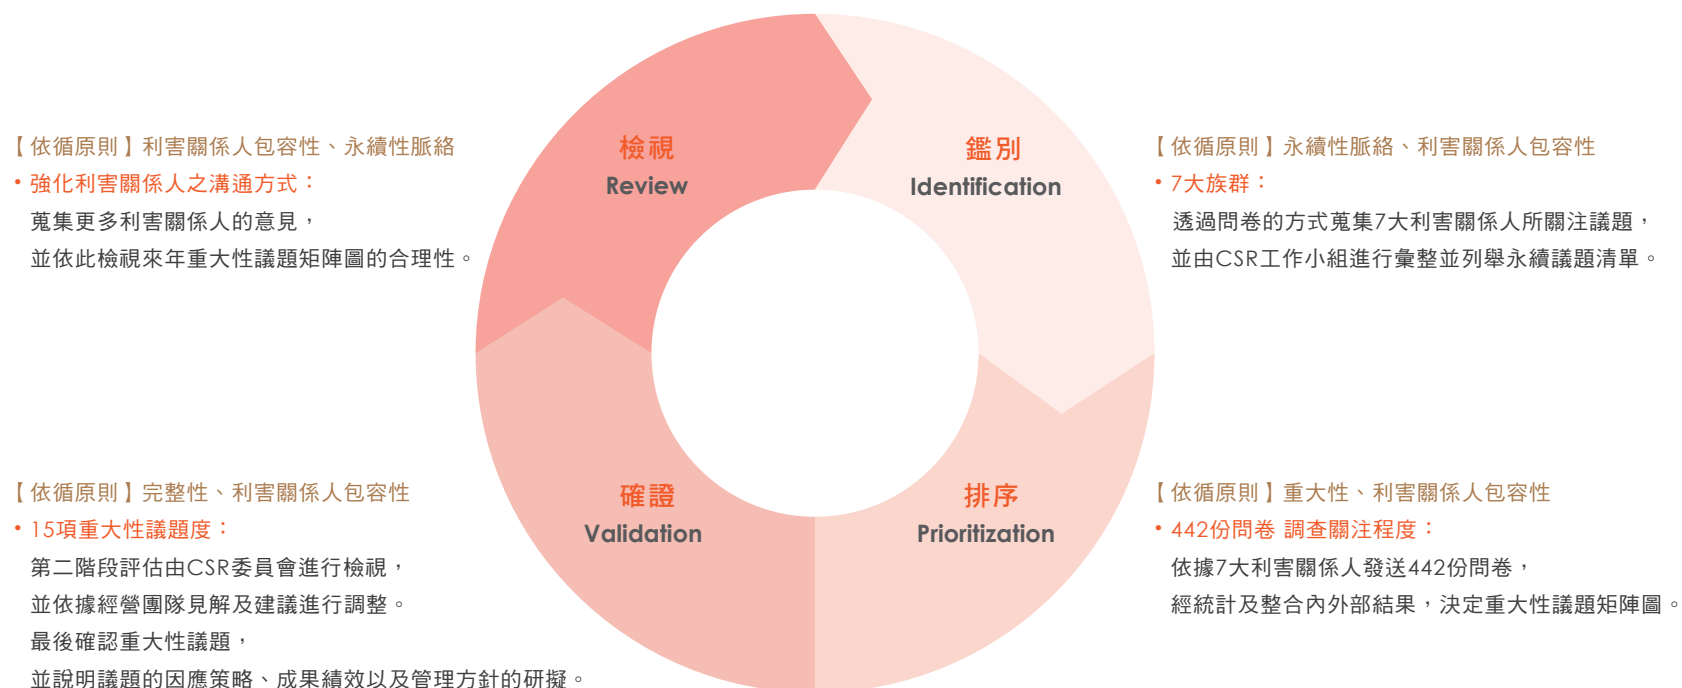 【依循原則】利害關係人包容性、永續性脈絡
•強化利害關係人之溝通方式：
蒐集更多利害關係人的意見，
並依此檢視來年重大性議題矩陣圖的合理性。
檢視
Review
鑑別
Identification
【依循原則】永續性脈絡、利害關係人包容性
•7大族群：
透過問卷的方式蒐集7大利害關係人所關注議題，
並由CSR工作小組進行彙整並列舉永續議題清單。
【依循原則】完整性、利害關係人包容性
•15項重大性議題度：
第二階段評估由CSR委員會進行檢視，
並依據經營團隊見解及建議進行調整。
最後確認重大性議題，
並說明議題的因應策略、成果績效以及管理方針的研擬。
確證
Validation
排序
Prioritization
【依循原則】重大性、利害關係人包容性
•442份問卷 調查關注程度：
依據7大利害關係人發送442份問卷，
經統計及整合內外部結果，決定重大性議題矩陣圖。